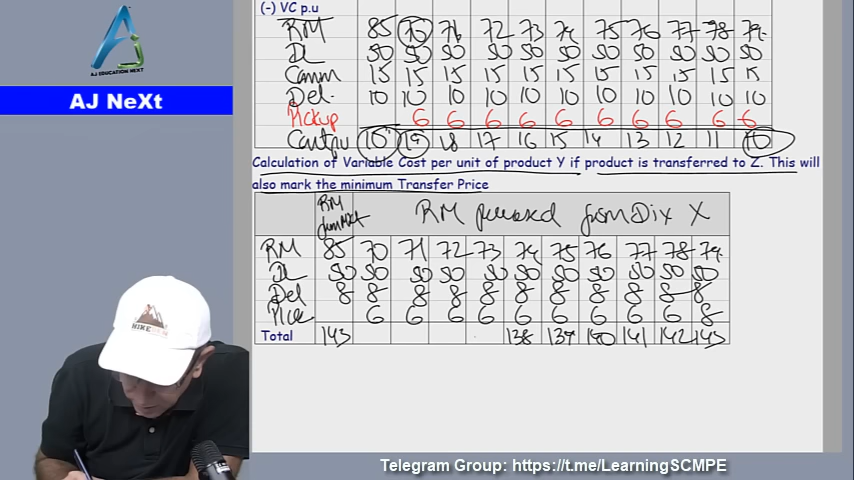 (-) VC p.u
RM 85 70 71 72 73 74 75 76 77 78 79
DL 50 50 50 50 50 50 50 50 50 50 50
Comm 15 15 15 15 15 15 15 15 15 15 15
Del. 10 10 10 10 10 10 10 10 10 10 10
Pickup 6 6 6 6 6 6 6 6 6 6
Contpu 10 19 18 17 16 15 14 13 12 11 10
AJ EDUCATION NEXT
AJ NeXt
Calculation of Variable Cost per unit of product Y if product is transferred to Z. This will
also mark the minimum Transfer Price
RM
from Mkt
RM purchased from Div X
RM 85 70 71 72 73 74 75 76 77 78 79
DL 50 50 50 50 50 50 50 50 50 50 50
Del 8 8 8 8 8 8 8 8 8 8 8
6 6 6 6 6 6 6 6 6 8
Total 143 138 139 140 141 142 143
Telegram Group: https://t.me/LearningSCMPE